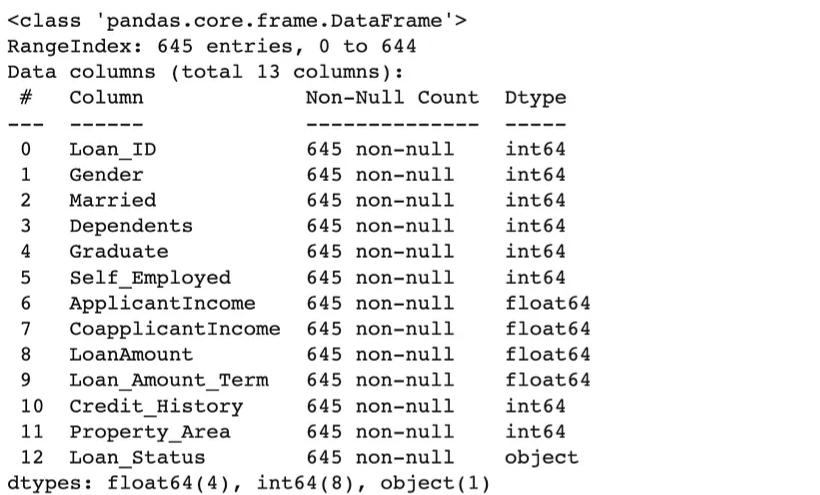 <class 'pandas.core.frame.DataFrame'>
RangeIndex: 645 entries, 0 to 644
Data columns (total 13 columns):
 #   Column             Non-Null Count  Dtype
---  ------             --------------  -----
 0   Loan_ID            645 non-null    int64
 1   Gender             645 non-null    int64
 2   Married            645 non-null    int64
 3   Dependents         645 non-null    int64
 4   Graduate           645 non-null    int64
 5   Self_Employed      645 non-null    int64
 6   ApplicantIncome    645 non-null    float64
 7   CoapplicantIncome  645 non-null    float64
 8   LoanAmount         645 non-null    float64
 9   Loan_Amount_Term   645 non-null    float64
 10  Credit_History     645 non-null    int64
 11  Property_Area      645 non-null    int64
 12  Loan_Status        645 non-null    object
dtypes: float64(4), int64(8), object(1)